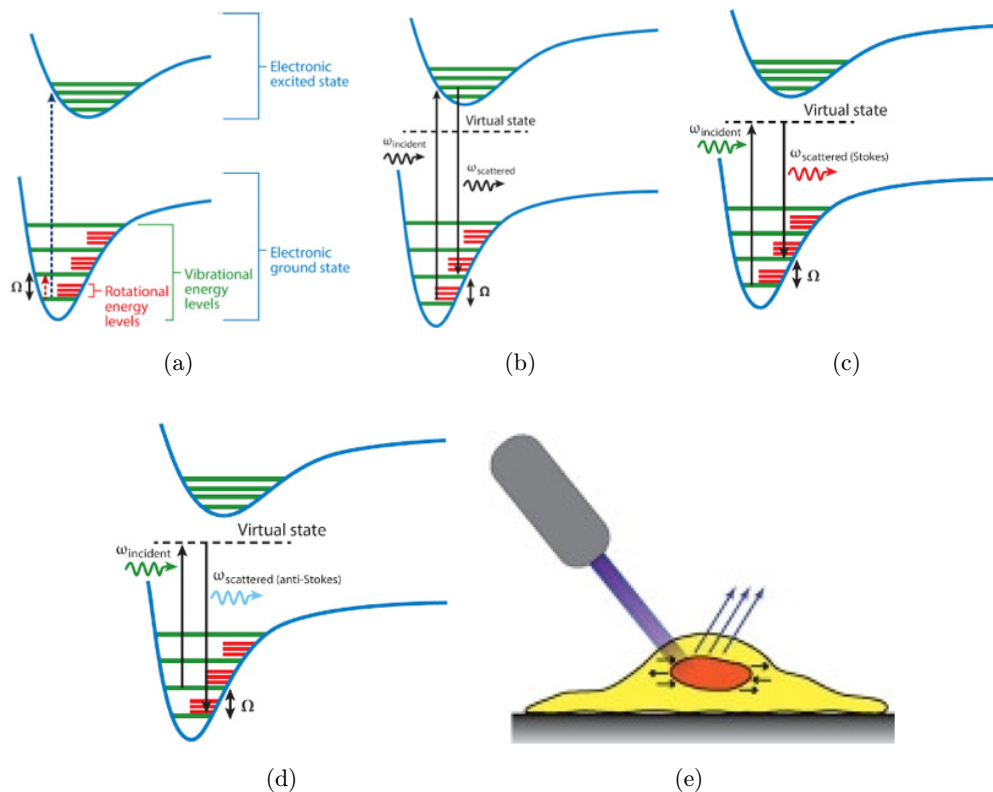 Electronic
excited state
Ω
Rotational
energy
levels
Vibrational
energy
levels
Electronic
ground state
(a)
Virtual state
ωincident
ωscattered
Ω
(b)
Virtual state
ωincident
ωscattered (Stokes)
Ω
(c)
Virtual state
ωincident
ωscattered (anti-Stokes)
Ω
(d)
(e)